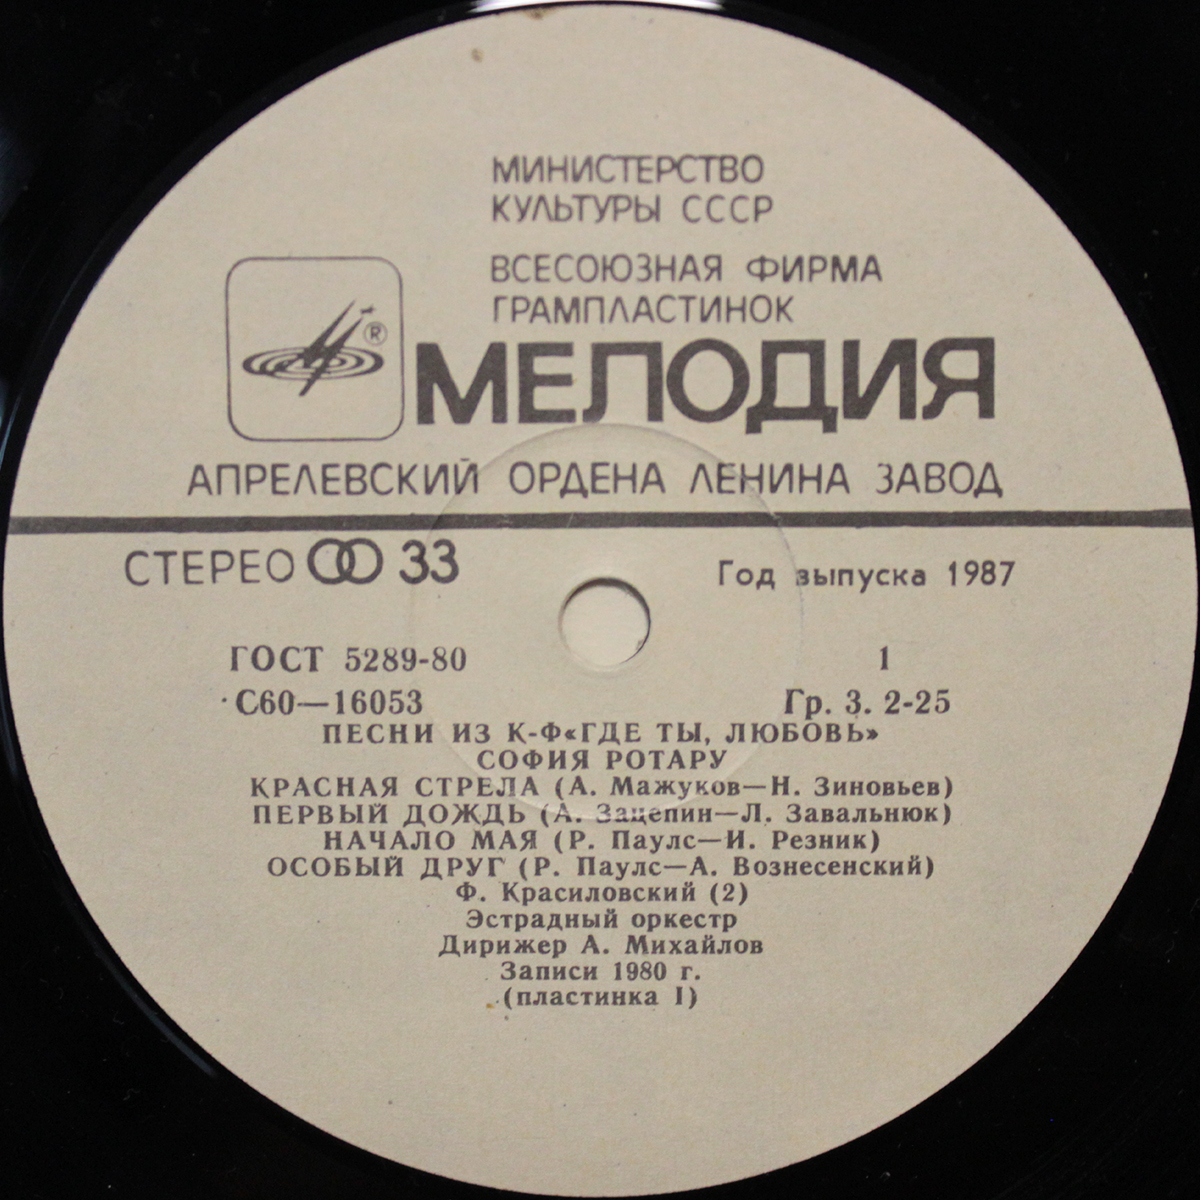 МИНИСТЕРСТВО
КУЛЬТУРЫ СССР
ВСЕСОЮЗНАЯ ФИРМА
ГРАМПЛАСТИНОК
®
МЕЛОДИЯ
АПРЕЛЕВСКИЙ ОРДЕНА ЛЕНИНА ЗАВОД
СТЕРЕО 33 Год выпуска 1987
ГОСТ 5289-80 1
С60—16053 Гр. 3. 2-25
ПЕСНИ ИЗ К-Ф«ГДЕ ТЫ, ЛЮБОВЬ»
СОФИЯ РОТАРУ
КРАСНАЯ СТРЕЛА (А. Мажуков—Н. Зиновьев)
ПЕРВЫЙ ДОЖДЬ (А. Зацепин—Л. Завальнюк)
НАЧАЛО МАЯ (Р. Паулс—И. Резник)
ОСОБЫЙ ДРУГ (Р. Паулс—А. Вознесенский)
Ф. Красиловский (2)
Эстрадный оркестр
Дирижер А. Михайлов
Записи 1980 г.
(пластинка I)